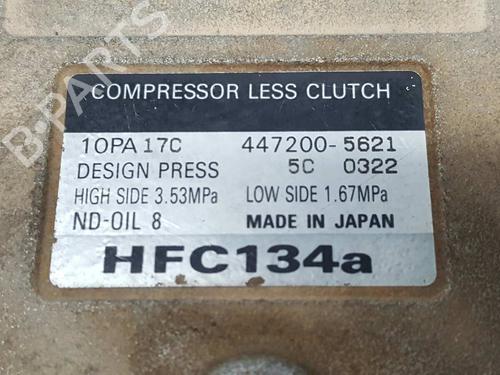 COMPRESSOR LESS CLUTCH
10PA17C 447200-5621
DESIGN PRESS 5C 0322
HIGH SIDE 3.53MPa LOW SIDE 1.67MPa
ND-OIL 8 MADE IN JAPAN
HFC134a
B-PARTS